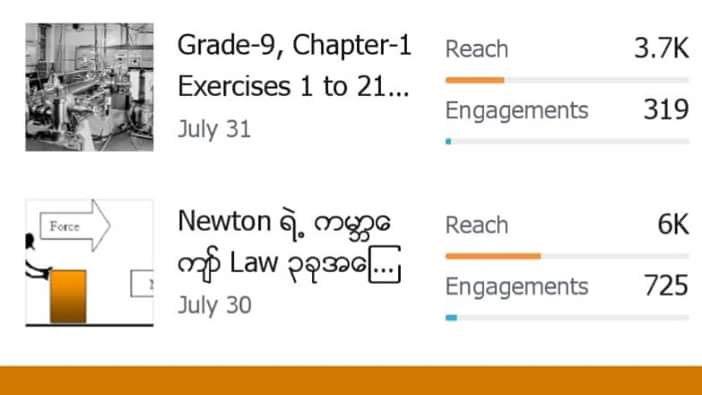 Grade-9, Chapter-1
Exercises 1 to 21...
July 31
Reach 3.7K
Engagements 319
Force
Newton ရဲ့ ကမ္ဘာ​ေ
ကျာ် Law ၃ခုအေ...
July 30
Reach 6K
Engagements 725